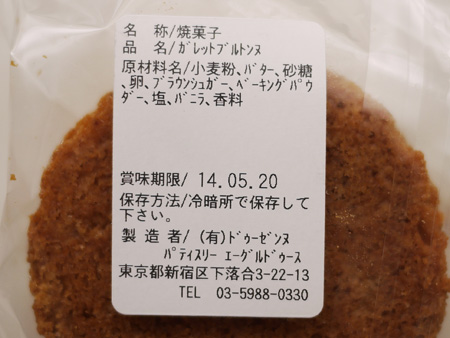 名　称/焼菓子
品　名/ｶﾞﾚｯﾄﾌﾞﾙﾄﾝﾇ
原材料名/小麦粉、ﾊﾞﾀｰ、砂糖
、卵、ﾌﾞﾗｳﾝｼｭｶﾞｰ、ﾍﾞｰｷﾝｸﾞﾊﾟｳ
ﾀﾞｰ、塩、ﾊﾞﾆﾗ、香料
賞味期限/ 14.05.20
保存方法/冷暗所で保存して
下さい。
製 造 者/ (有)ﾄﾞｩｰｾﾞﾝﾇ
ﾊﾟﾃｨｽﾘｰ ｴｰｸﾞﾙﾄﾞｩｰｽ
東京都新宿区下落合3-22-13
TEL　03-5988-0330